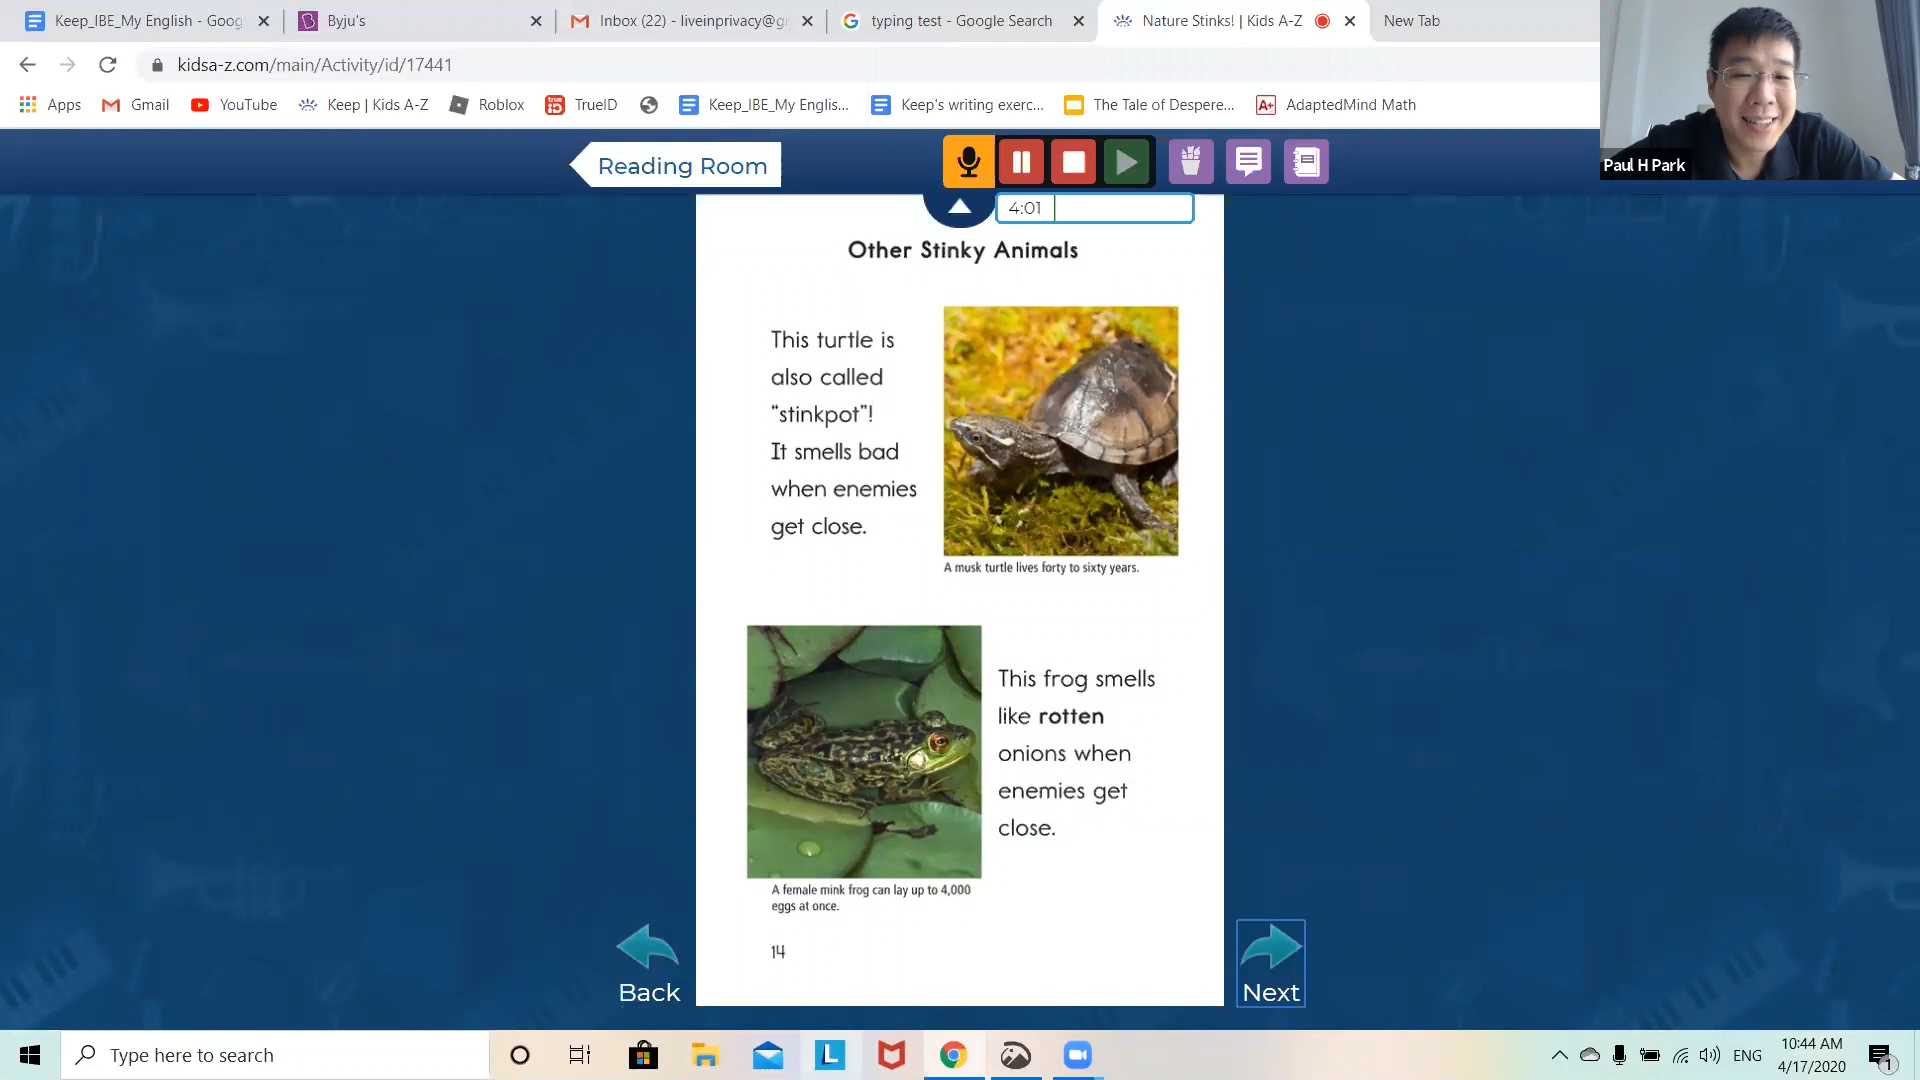 Keep_IBE_My English - Goog
Byju's
Inbox (22) - liveinprivacy@g
typing test - Google Search
Nature Stinks! | Kids A-Z
New Tab
kidsa-z.com/main/Activity/id/17441
Apps
Gmail
YouTube
Keep | Kids A-Z
Roblox
TrueID
Keep_IBE_My Englis...
Keep's writing exerc...
The Tale of Despere...
AdaptedMind Math
Paul H Park
Reading Room
4:01
Other Stinky Animals
This turtle is
also called
“stinkpot”!
It smells bad
when enemies
get close.
A musk turtle lives forty to sixty years.
This frog smells
like rotten
onions when
enemies get
close.
A female mink frog can lay up to 4,000
eggs at once.
14
Back
Next
Type here to search
ENG
10:44 AM
4/17/2020
1